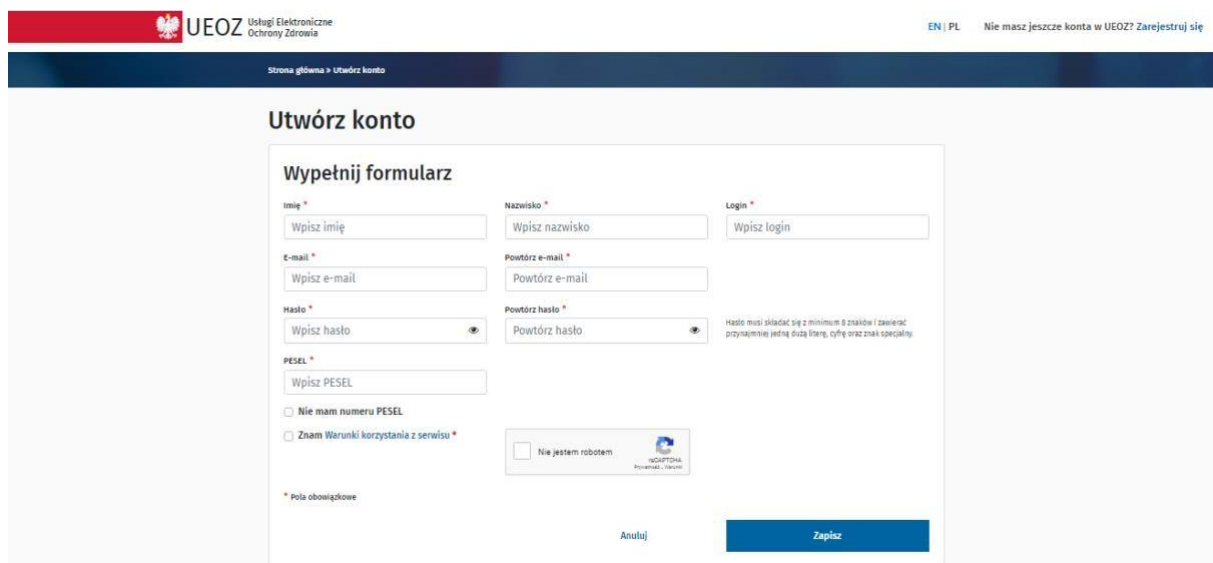 UEOZ Usługi Elektroniczne
Ochrony Zdrowia
EN | PL Nie masz jeszcze konta w UEOZ? Zarejestruj się
Strona główna > Utwórz konto
Utwórz konto
Wypełnij formularz
Imię * Nazwisko * Login *
Wpisz imię Wpisz nazwisko Wpisz login
E-mail * Powtórz e-mail *
Wpisz e-mail Powtórz e-mail
Hasło * Powtórz hasło *
Wpisz hasło Powtórz hasło
Hasło musi składać się z minimum 8 znaków i zawierać
przynajmniej jedną dużą literę, cyfrę oraz znak specjalny.
PESEL *
Wpisz PESEL
Nie mam numeru PESEL
Znam Warunki korzystania z serwisu *
Nie jestem robotem
reCAPTCHA
Prywatność - Warunki
* Pola obowiązkowe
Anuluj Zapisz